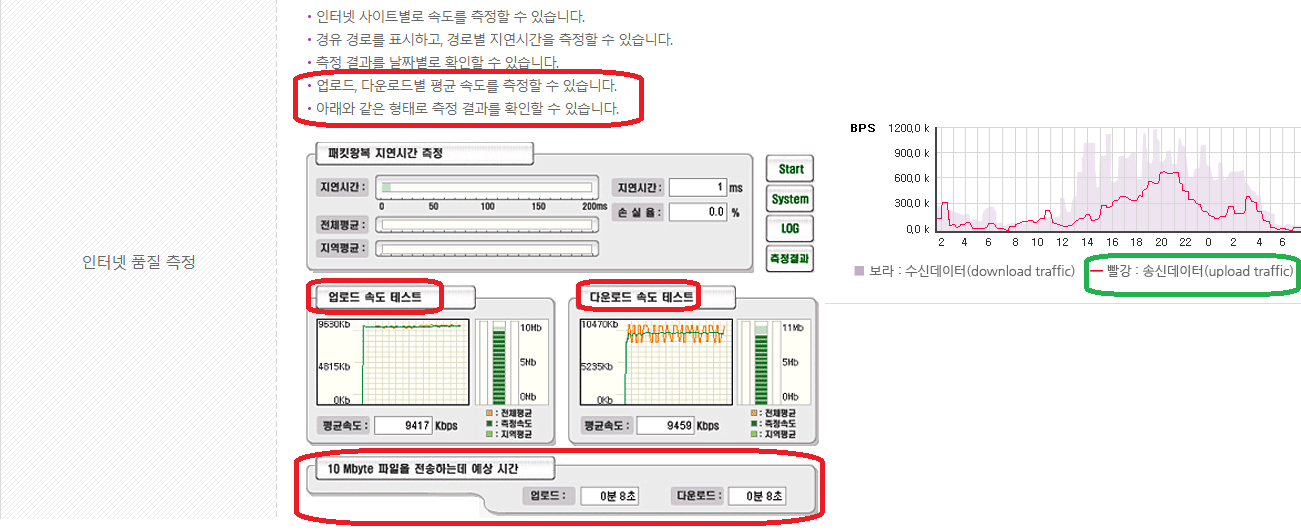 • 인터넷 사이트별로 속도를 측정할 수 있습니다.
• 경유 경로를 표시하고, 경로별 지연시간을 측정할 수 있습니다.
• 측정 결과를 날짜별로 확인할 수 있습니다.
• 업로드, 다운로드별 평균 속도를 측정할 수 있습니다.
• 아래와 같은 형태로 측정 결과를 확인할 수 있습니다.
인터넷 품질 측정
패킷왕복 지연시간 측정
지연시간 :
0 50 100 150 200ms
전체평균 :
지역평균 :
지연시간 : 1 ms
손 실 율 : 0.0 %
Start
System
LOG
측정결과
업로드 속도 테스트
9630Kb
4815Kb
0Kb
10Mb
5Mb
0Mb
: 전체평균
: 측정속도
: 지역평균
평균속도 : 9417 Kbps
다운로드 속도 테스트
10470Kb
5235Kb
0Kb
11Mb
5Mb
0Mb
: 전체평균
: 측정속도
: 지역평균
평균속도 : 9459 Kbps
10 Mbyte 파일을 전송하는데 예상 시간
업로드 : 0분 8초 다운로드 : 0분 8초
BPS
1200,0 k
900,0 k
600,0 k
300,0 k
0,0 k
2 4 6 8 10 12 14 16 18 20 22 0 2 4 6
보라 : 수신데이터(download traffic) 빨강 : 송신데이터(upload traffic)